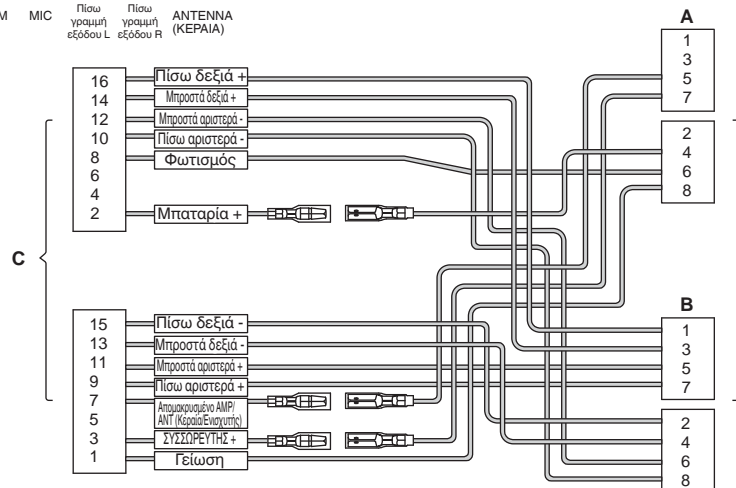 M
MIC
Πίσω γραμμή εξόδου L
Πίσω γραμμή εξόδου R
ANTENNA (ΚΕΡΑΙΑ)
A
1
3
5
7
2
4
6
8
16 Πίσω δεξιά +
14 Μπροστά δεξιά +
12 Μπροστά αριστερά -
10 Πίσω αριστερά -
8 Φωτισμός
6
4
2 Μπαταρία +
C
15 Πίσω δεξιά -
13 Μπροστά δεξιά -
11 Μπροστά αριστερά +
9 Πίσω αριστερά +
7 Απομακρυσμένο AMP/
5 ANT (Κεραία/Ενισχυτής)
3 ΣΥΣΣΩΡΕΥΤΗΣ +
1 Γείωση
B
1
3
5
7
2
4
6
8